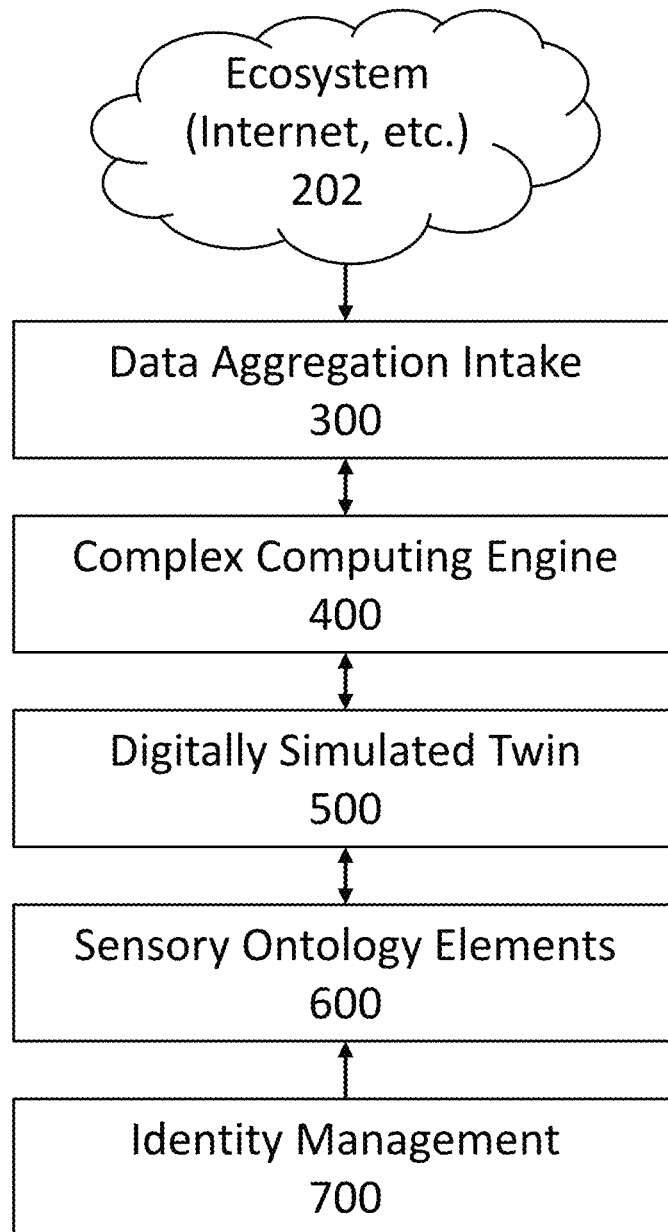 Ecosystem
(Internet, etc.)
202
Data Aggregation Intake
300
Complex Computing Engine
400
Digitally Simulated Twin
500
Sensory Ontology Elements
600
Identity Management
700